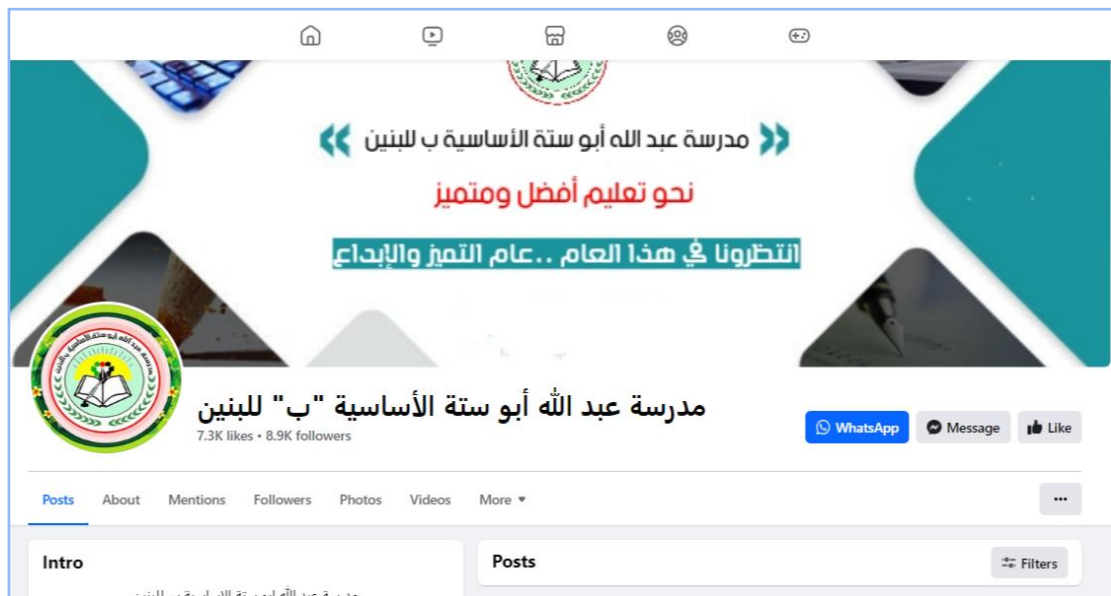 « مدرسة عبد الله أبو ستة الأساسية ب للبنين »
نحو تعليم أفضل ومتميز
انتظرونا في هذا العام ..عام التميز والإبداع
مدرسة عبد الله أبو ستة الأساسية "ب" للبنين
7.3K likes • 8.9K followers
WhatsApp Message Like
Posts About Mentions Followers Photos Videos More
Intro
Posts
Filters